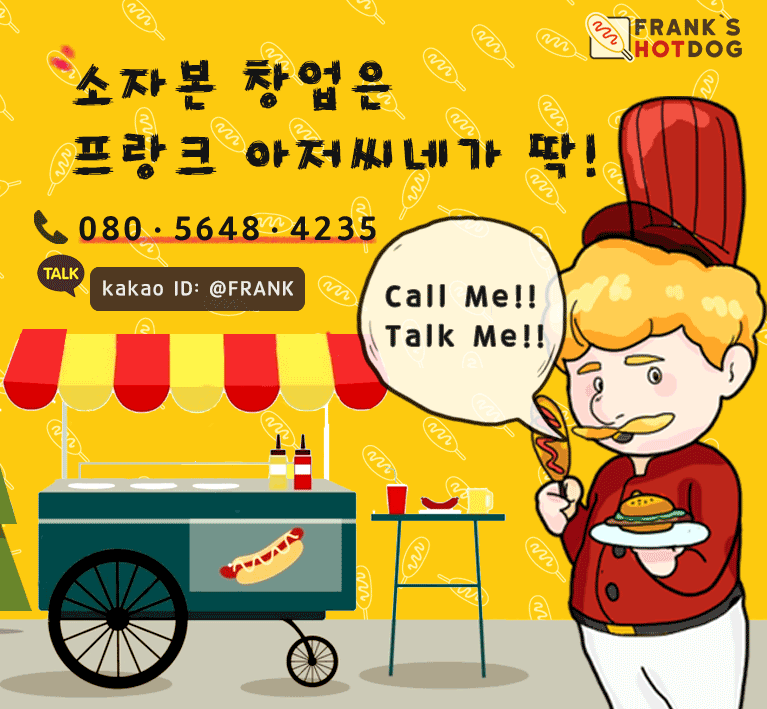 FRANK`S
HOTDOG
소자본 창업은
프랑크 아저씨네가 딱!
080 · 5648 · 4235
TALK
kakao ID: @FRANK
Call Me!!
Talk Me!!